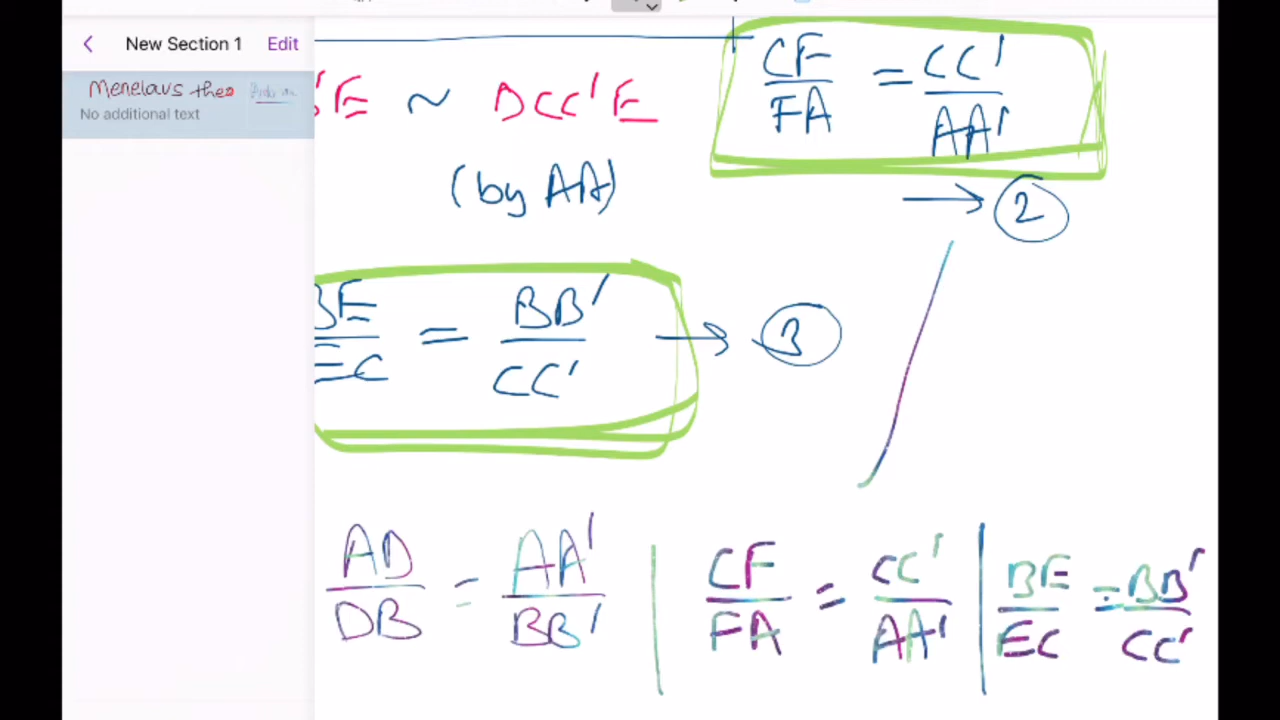 New Section 1 Edit
Menelaus theo
No additional text
'E ~ ΔCC'E
(by AA)
CF/FA = CC'/AA'
→ 2
BE/EC = BB'/CC' → 3
AD/DB = AA'/BB' | CF/FA = CC'/AA' | BE/EC = BB'/CC'